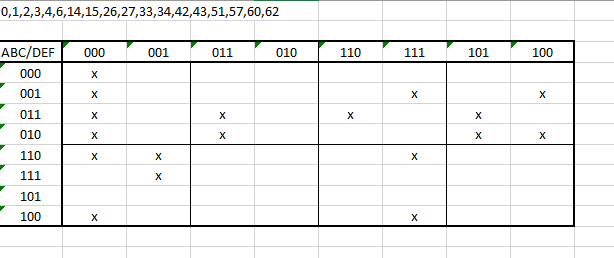 0,1,2,3,4,6,14,15,26,27,33,34,42,43,51,57,60,62
ABC/DEF 000 001 011 010 110 111 101 100
000 x
001 x x x
011 x x x x
010 x x x x
110 x x x
111 x
101
100 x x